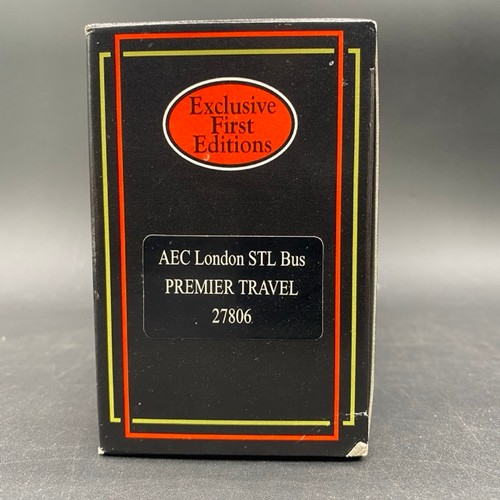 Exclusive
First
Editions
AEC London STL Bus
PREMIER TRAVEL
27806